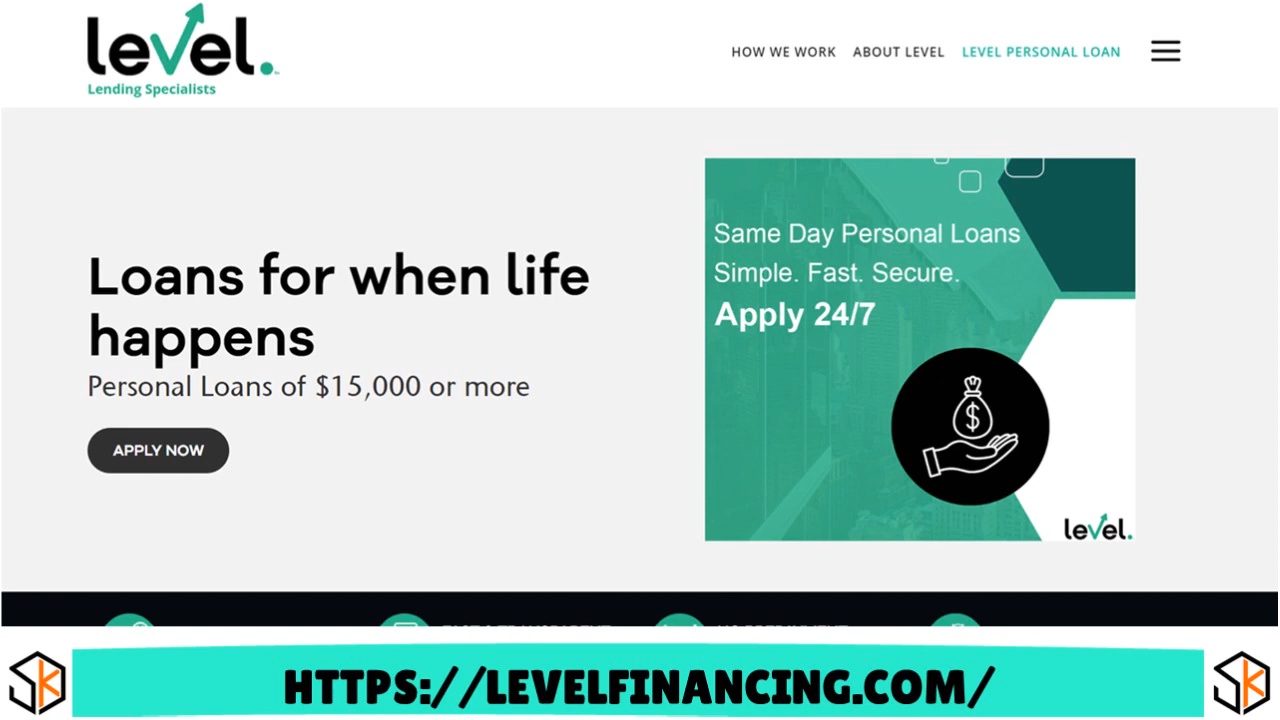 level.
Lending Specialists
HOW WE WORK
ABOUT LEVEL
LEVEL PERSONAL LOAN
Loans for when life
happens
Personal Loans of $15,000 or more
APPLY NOW
Same Day Personal Loans
Simple. Fast. Secure.
Apply 24/7
$
level.
SK
HTTPS://LEVELFINANCING.COM/
SK